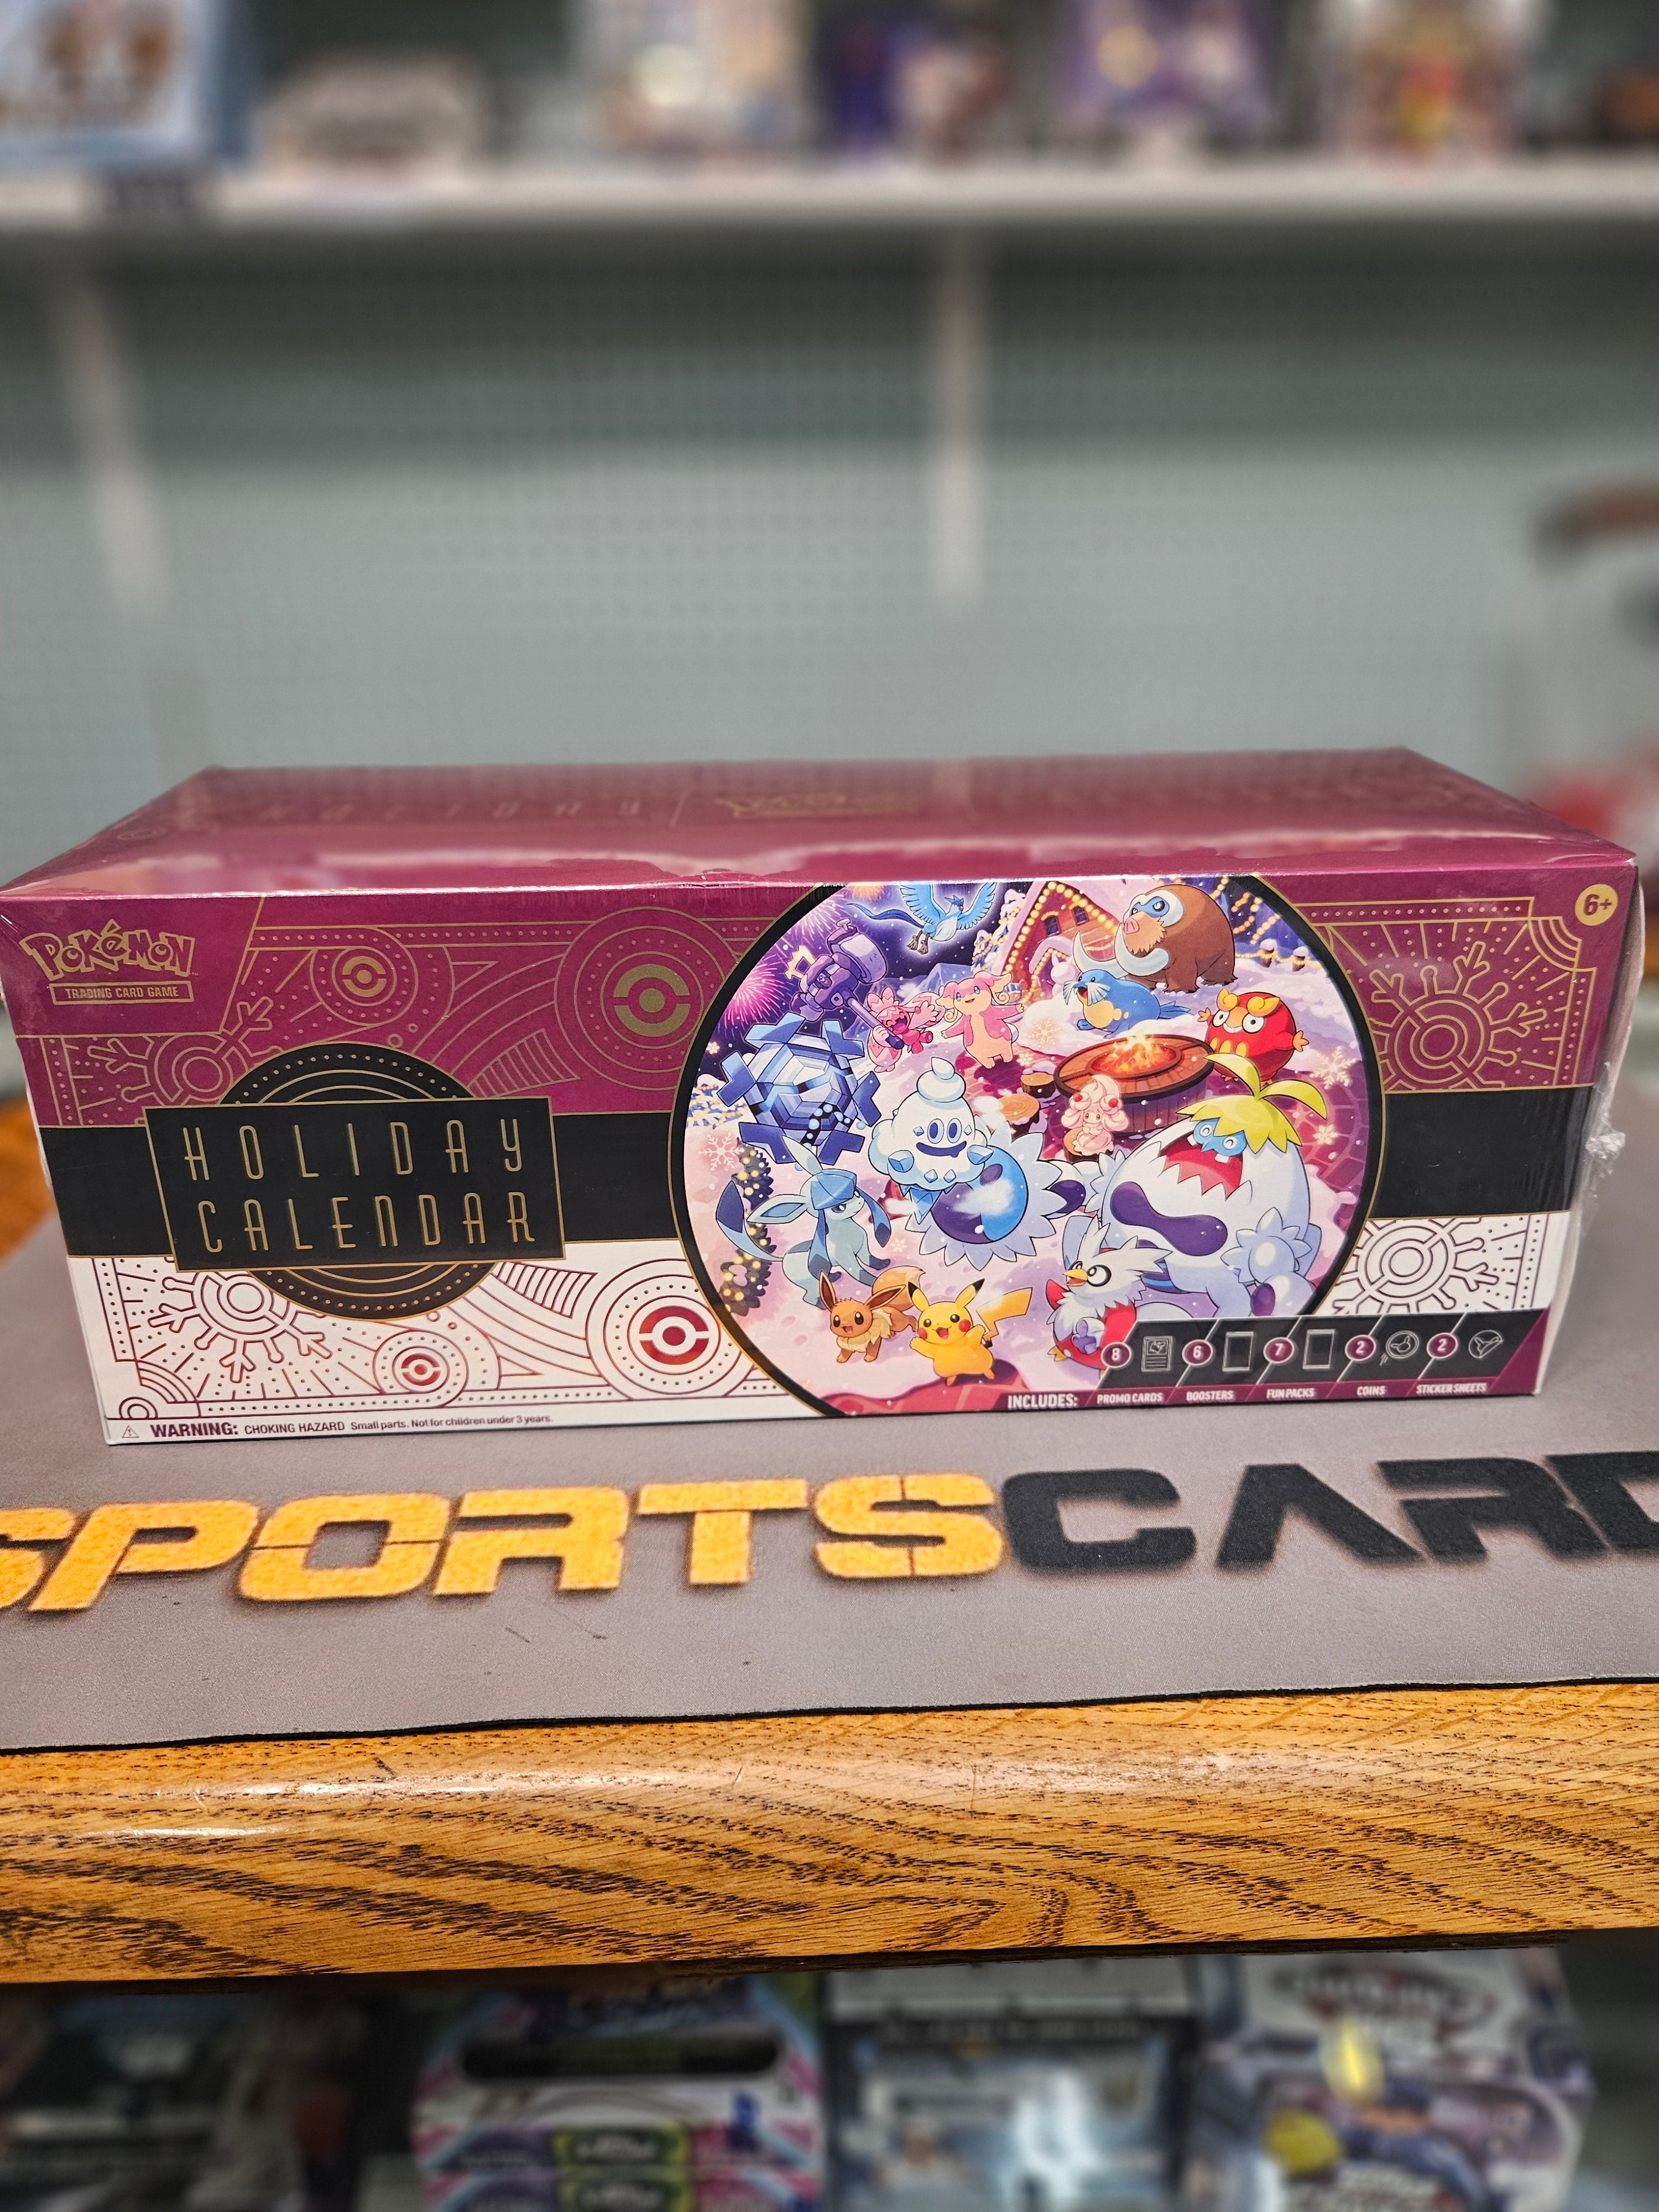 Pokémon
TRADING CARD GAME
6+
HOLIDAY
CALENDAR
8 6 7 2 2
INCLUDES: PROMO CARDS BOOSTERS FUN PACKS COINS STICKER SHEETS
WARNING: CHOKING HAZARD Small parts. Not for children under 3 years.
SPORTSCARD